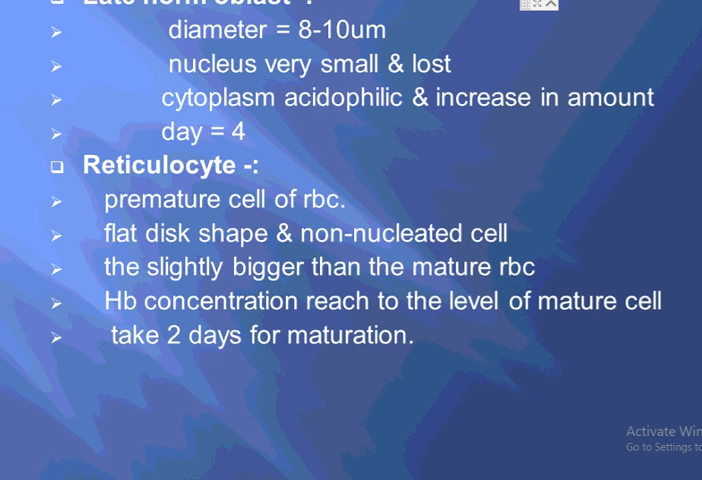 diameter = 8-10um
nucleus very small & lost
cytoplasm acidophilic & increase in amount
day = 4
Reticulocyte -:
premature cell of rbc.
flat disk shape & non-nucleated cell
the slightly bigger than the mature rbc
Hb concentration reach to the level of mature cell
take 2 days for maturation.
Activate Win
Go to Settings to